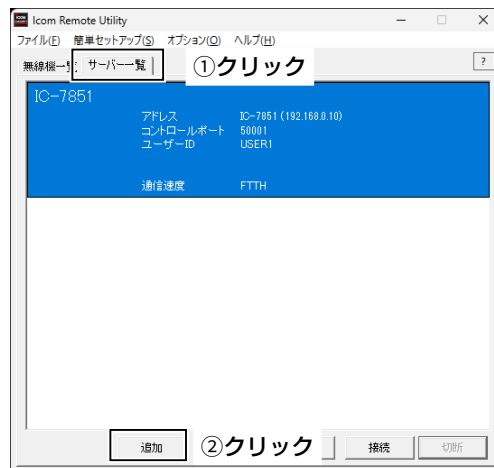 Icom Remote Utility
ファイル(F) 簡単セットアップ(S) オプション(O) ヘルプ(H)
無線機一覧 サーバー一覧 ①クリック ?
IC-7851
アドレス IC-7851 (192.168.0.10)
コントロールポート 50001
ユーザーID USER1
通信速度 FTTH
追加 ②クリック 接続 切断